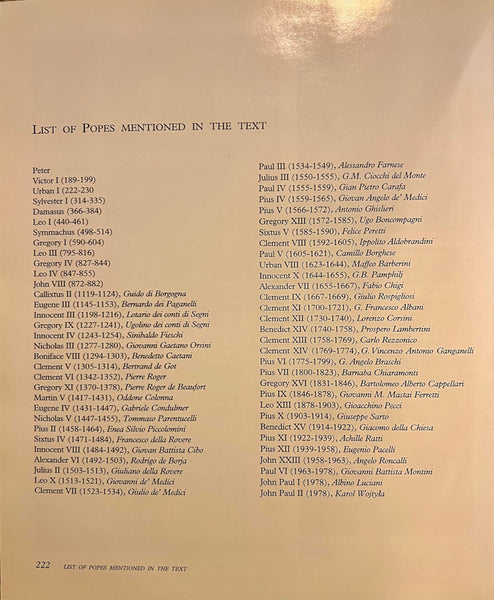 LIST OF POPES MENTIONED IN THE TEXT
Peter
Victor I (189-199)
Urban I (222-230
Sylvester I (314-335)
Damasus (366-384)
Leo I (440-461)
Symmachus (498-514)
Gregory I (590-604)
Leo III (795-816)
Gregory IV (827-844)
Leo IV (847-855)
John VIII (872-882)
Callixtus II (1119-1124), Guido di Borgogna
Eugene III (1145-1153), Bernardo dei Paganelli
Innocent III (1198-1216), Lotario dei conti di Segni
Gregory IX (1227-1241), Ugolino dei conti di Segni
Innocent IV (1243-1254), Sinibaldo Fieschi
Nicholas III (1277-1280), Giovanni Gaetano Orsini
Boniface VIII (1294-1303), Benedetto Caetani
Clement V (1305-1314), Bertrand de Got
Clement VI (1342-1352), Pierre Roger
Gregory XI (1370-1378), Pierre Roger de Beaufort
Martin V (1417-1431), Oddone Colonna
Eugene IV (1431-1447), Gabriele Condulmer
Nicholas V (1447-1455), Tommaso Parentucelli
Pius II (1458-1464), Enea Silvio Piccolomini
Sixtus IV (1471-1484), Francesco della Rovere
Innocent VIII (1484-1492), Giovan Battista Cibo
Alexander VI (1492-1503), Rodrigo de Borja
Julius II (1503-1513), Giuliano della Rovere
Leo X (1513-1521), Giovanni de' Medici
Clement VII (1523-1534), Giulio de' Medici
Paul III (1534-1549), Alessandro Farnese
Julius III (1550-1555), G.M. Ciocchi del Monte
Paul IV (1555-1559), Gian Pietro Carafa
Pius IV (1559-1565), Giovan Angelo de' Medici
Pius V (1566-1572), Antonio Ghislieri
Gregory XIII (1572-1585), Ugo Boncompagni
Sixtus V (1585-1590), Felice Peretti
Clement VIII (1592-1605), Ippolito Aldobrandini
Paul V (1605-1621), Camillo Borghese
Urban VIII (1623-1644), Maffeo Barberini
Innocent X (1644-1655), G.B. Pamphilj
Alexander VII (1655-1667), Fabio Chigi
Clement IX (1667-1669), Giulio Rospigliosi
Clement XI (1700-1721), G. Francesco Albani
Clement XII (1730-1740), Lorenzo Corsini
Benedict XIV (1740-1758), Prospero Lambertini
Clement XIII (1758-1769), Carlo Rezzonico
Clement XIV (1769-1774), G. Vincenzo Antonio Ganganelli
Pius VI (1775-1799), G. Angelo Braschi
Pius VII (1800-1823), Barnaba Chiaramonti
Gregory XVI (1831-1846), Bartolomeo Alberto Cappellari
Pius IX (1846-1878), Giovanni M. Mastai Ferretti
Leo XIII (1878-1903), Gioacchino Pecci
Pius X (1903-1914), Giuseppe Sarto
Benedict XV (1914-1922), Giacomo della Chiesa
Pius XI (1922-1939), Achille Ratti
Pius XII (1939-1958), Eugenio Pacelli
John XXIII (1958-1963), Angelo Roncalli
Paul VI (1963-1978), Giovanni Battista Montini
John Paul I (1978), Albino Luciani
John Paul II (1978), Karol Wojtyła
222 LIST OF POPES MENTIONED IN THE TEXT